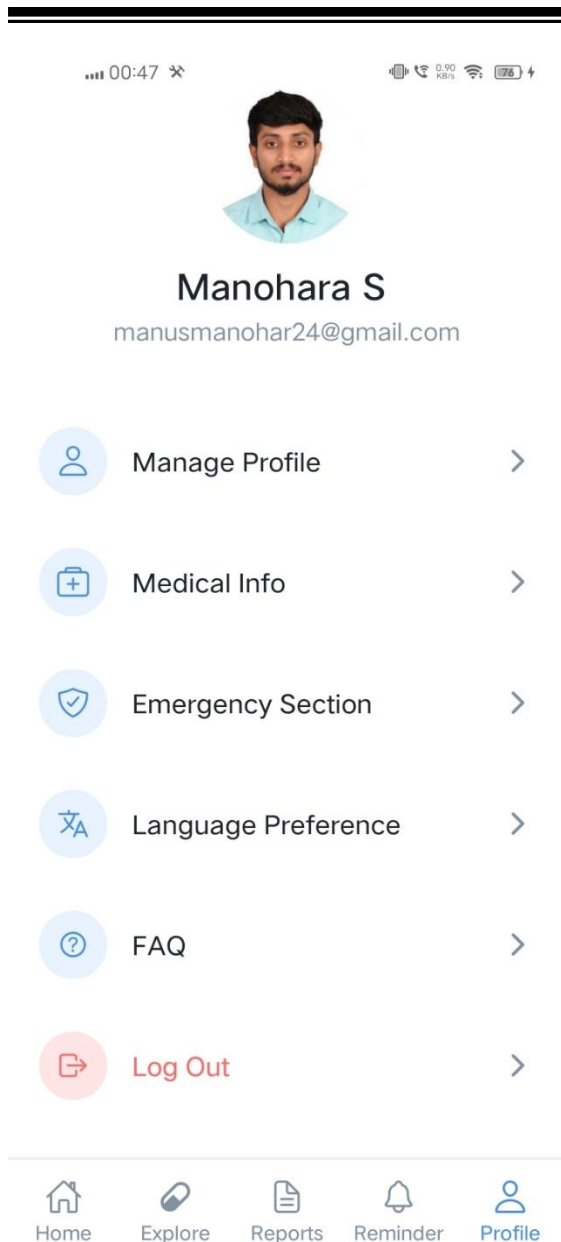 00:47 0.90 KB/s 76
Manohara S
manusmanohar24@gmail.com
Manage Profile
Medical Info
Emergency Section
Language Preference
FAQ
Log Out
Home Explore Reports Reminder Profile